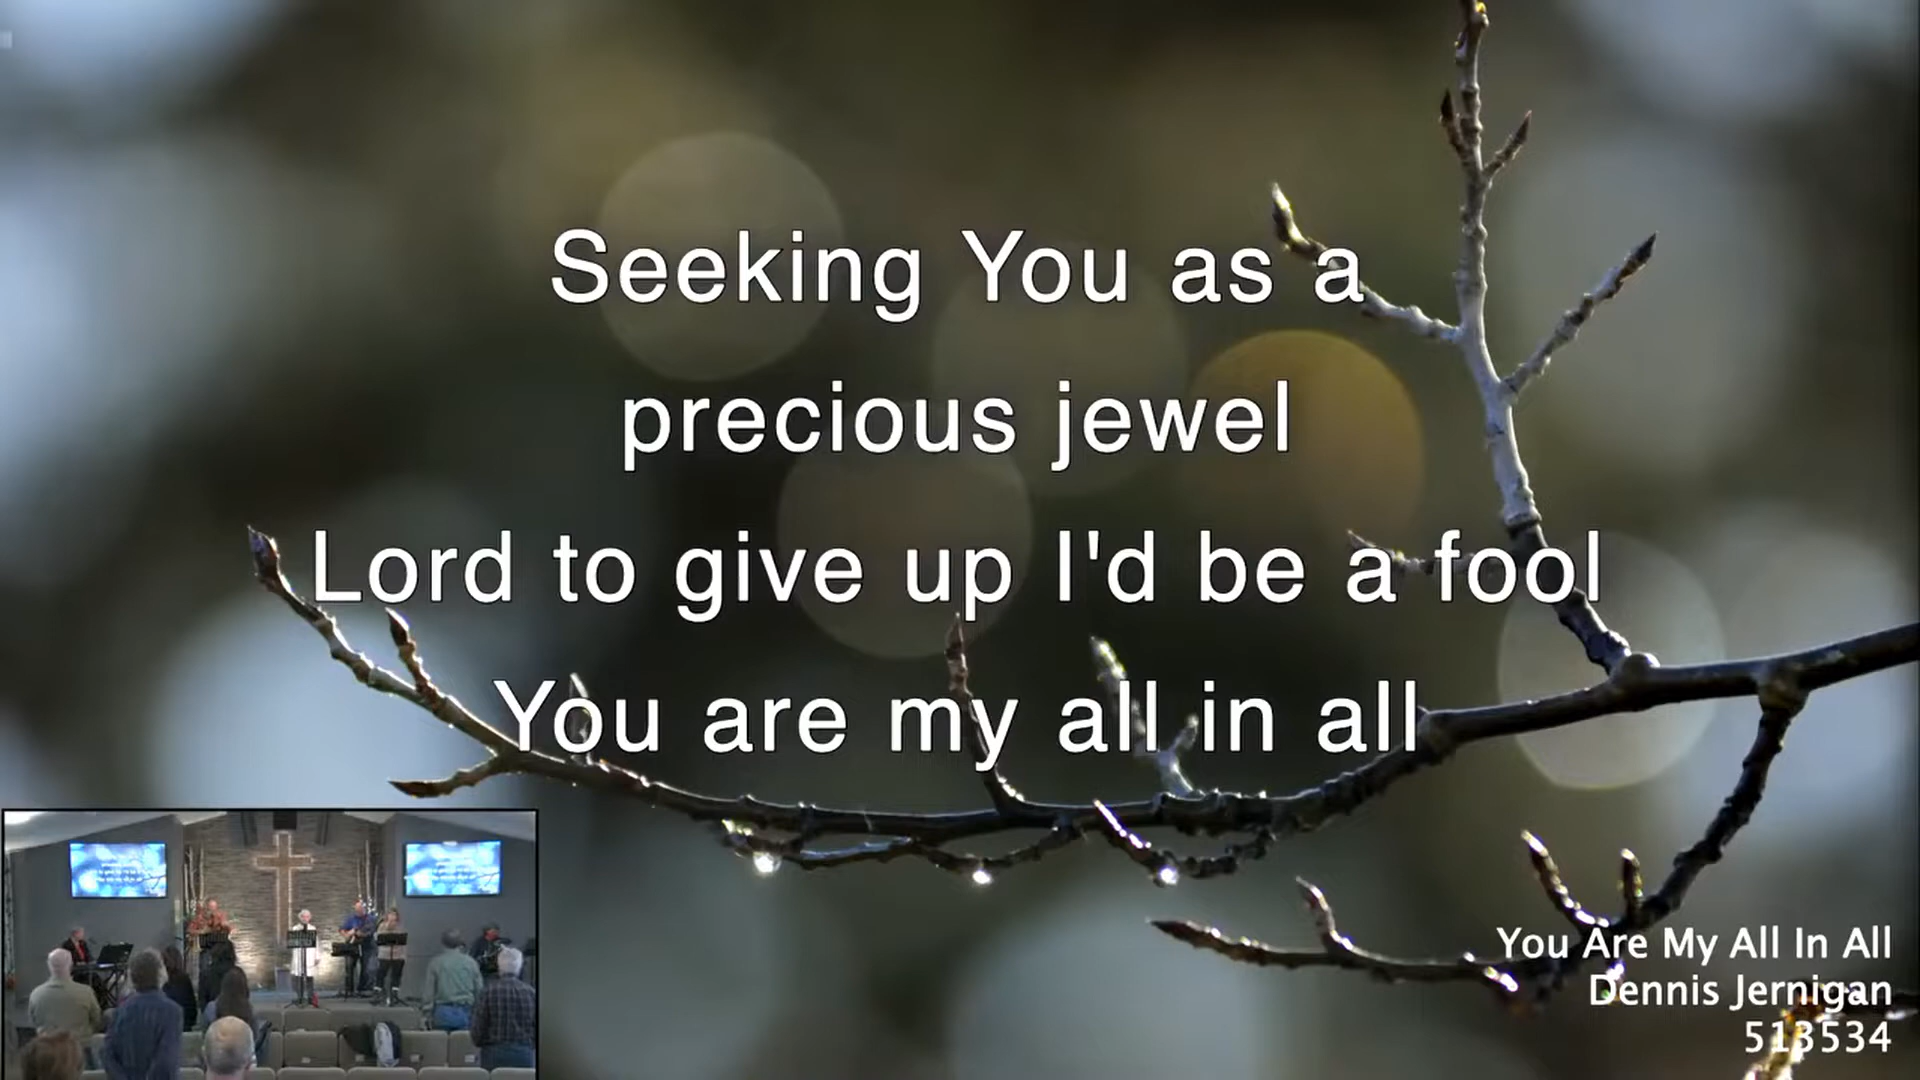 Seeking You as a
precious jewel
Lord to give up I'd be a fool
You are my all in all
You Are My All In All
Dennis Jernigan
513534